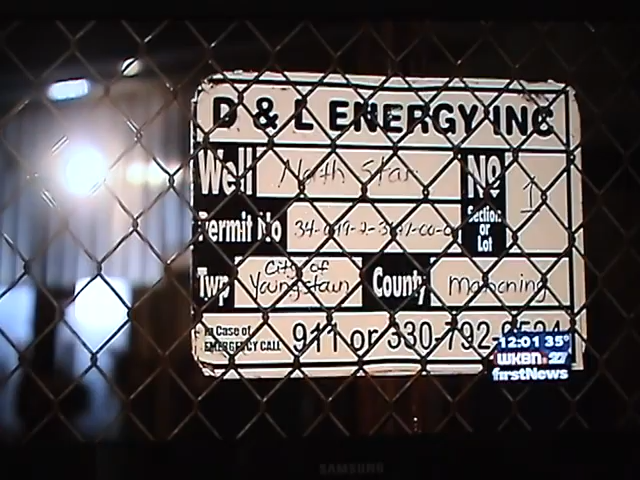 D & L ENERGY INC
Well North Star No 1
Permit No
Section or Lot
Twp City of Youngstown County Mahoning
In Case of EMERGENCY CALL 911 or 330-792-9524
12:01 35°
WKBN 27
firstNews
SAMSUNG